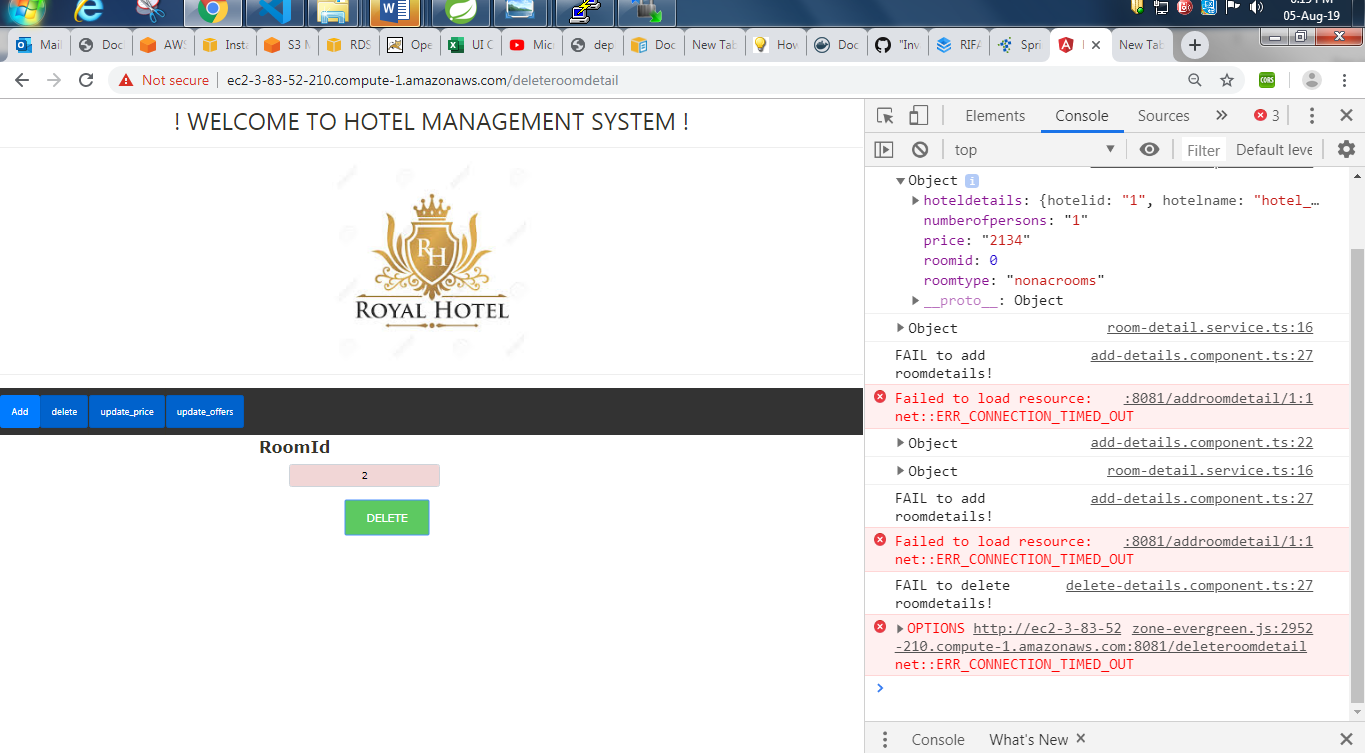 6:15 PM
05-Aug-19
Mail
Doc
AWS
Insta
S3 M
RDS
Ope
UI C
Micr
dep
Doc
New Tab
How
Doc
"Inv
RIFA
Spri
New Tab
Not secure
ec2-3-83-52-210.compute-1.amazonaws.com/deleteroomdetail
CORS
! WELCOME TO HOTEL MANAGEMENT SYSTEM !
RH
ROYAL HOTEL
Add
delete
update_price
update_offers
RoomId
2
DELETE
Elements
Console
Sources
3
top
Filter
Default leve
Object i
hoteldetails: {hotelid: "1", hotelname: "hotel_…
numberofpersons: "1"
price: "2134"
roomid: 0
roomtype: "nonacrooms"
__proto__: Object
Object room-detail.service.ts:16
FAIL to add add-details.component.ts:27
roomdetails!
Failed to load resource: :8081/addroomdetail/1:1
net::ERR_CONNECTION_TIMED_OUT
Object add-details.component.ts:22
Object room-detail.service.ts:16
FAIL to add add-details.component.ts:27
roomdetails!
Failed to load resource: :8081/addroomdetail/1:1
net::ERR_CONNECTION_TIMED_OUT
FAIL to delete delete-details.component.ts:27
roomdetails!
OPTIONS http://ec2-3-83-52 zone-evergreen.js:2952
-210.compute-1.amazonaws.com:8081/deleteroomdetail
net::ERR_CONNECTION_TIMED_OUT
Console
What's New